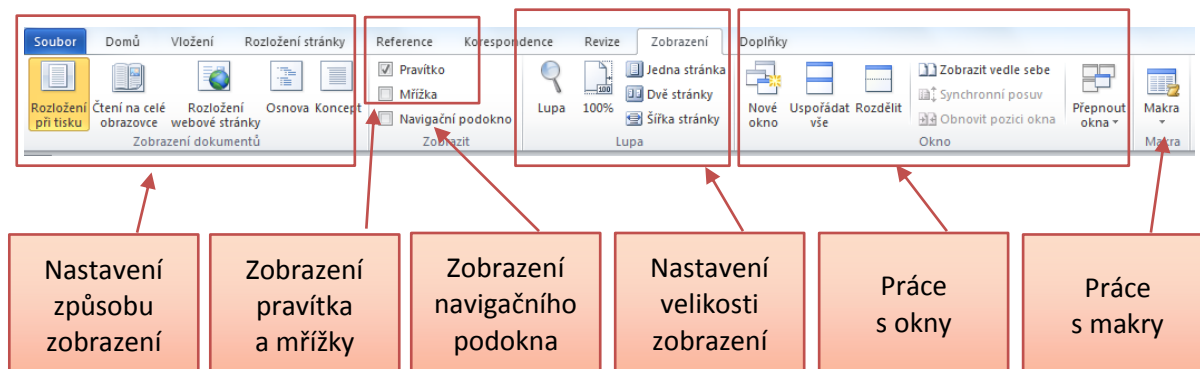 Soubor Domů Vložení Rozložení stránky Reference Korespondence Revize Zobrazení Doplňky
Rozložení při tisku
Čtení na celé obrazovce
Rozložení webové stránky
Osnova
Koncept
Zobrazení dokumentů
Pravítko
Mřížka
Navigační podokno
Zobrazit
Lupa
100
100%
Jedna stránka
Dvě stránky
Šířka stránky
Lupa
Nové okno
Uspořádat vše
Rozdělit
Zobrazit vedle sebe
Synchronní posuv
Obnovit pozici okna
Přepnout okna
Okno
Makra
Makra
Nastavení
způsobu
zobrazení
Zobrazení
pravítka
a mřížky
Zobrazení
navigačního
podokna
Nastavení
velikosti
zobrazení
Práce
s okny
Práce
s makry